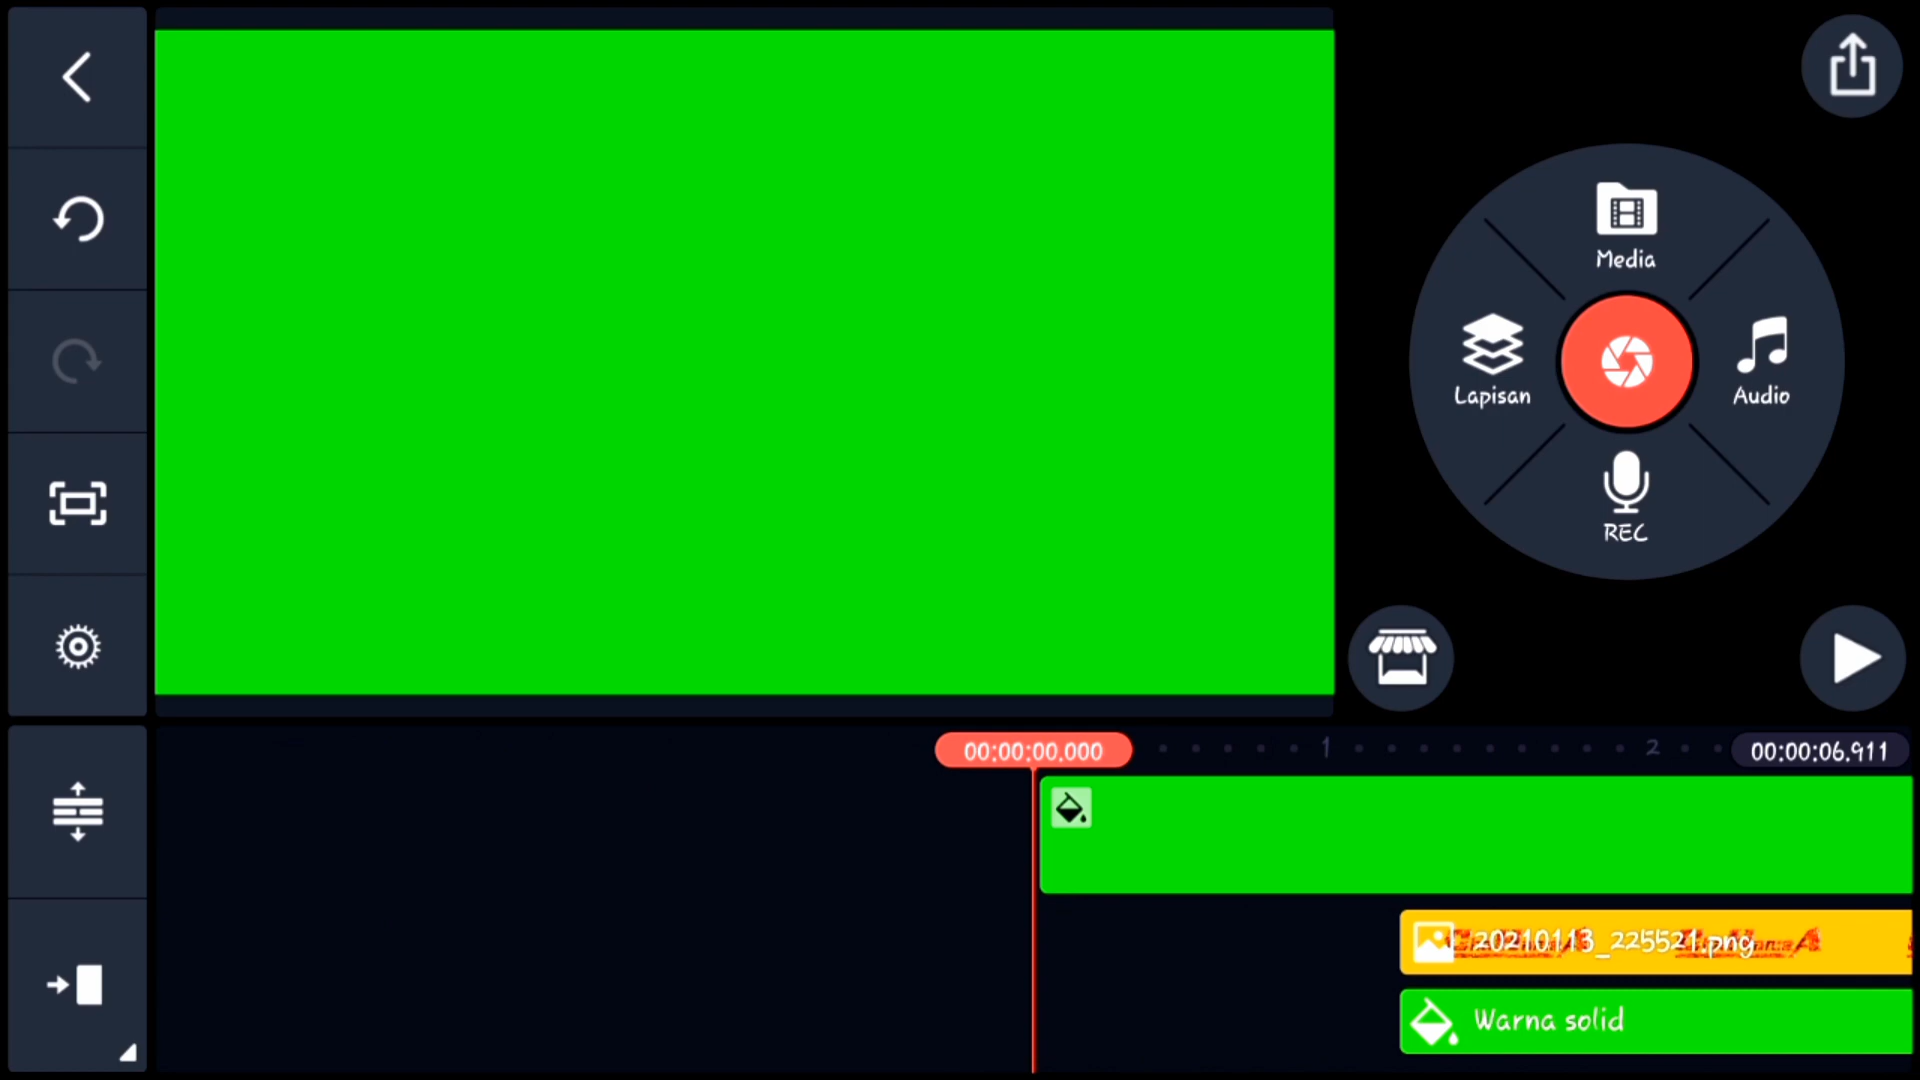 Media
Lapisan
Audio
REC
00:00:00.000
1
2
00:00:06.911
20210113_225521.png
Warna solid